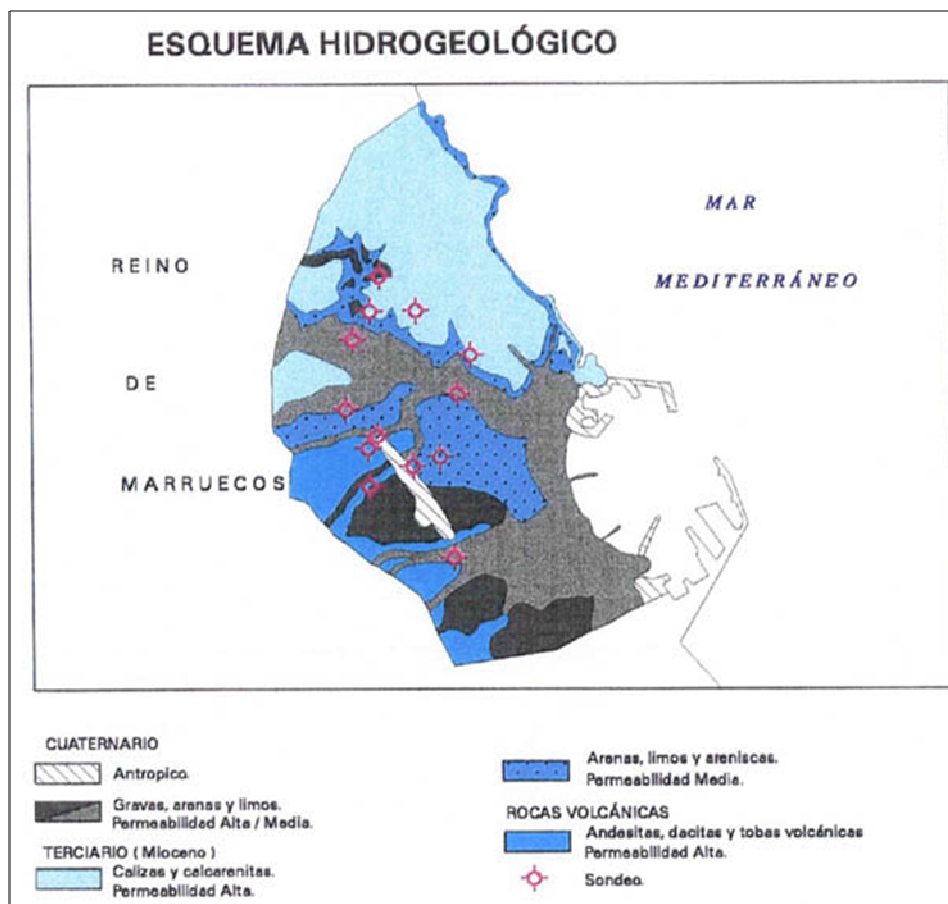 ESQUEMA HIDROGEOLÓGICO
MAR
MEDITERRÁNEO
REINO
DE
MARRUECOS
CUATERNARIO
Antropico.
Gravas, arenas y limos.
Permeabilidad Alta / Media.
TERCIARIO ( Mioceno )
Calizas y calcarenitas.
Permeabilidad Alta.
Arenas, limos y areniscas.
Permeabilidad Media.
ROCAS VOLCÁNICAS
Andesitas, dacitas y tobas volcánicas
Permeabilidad Alta.
Sondeo.